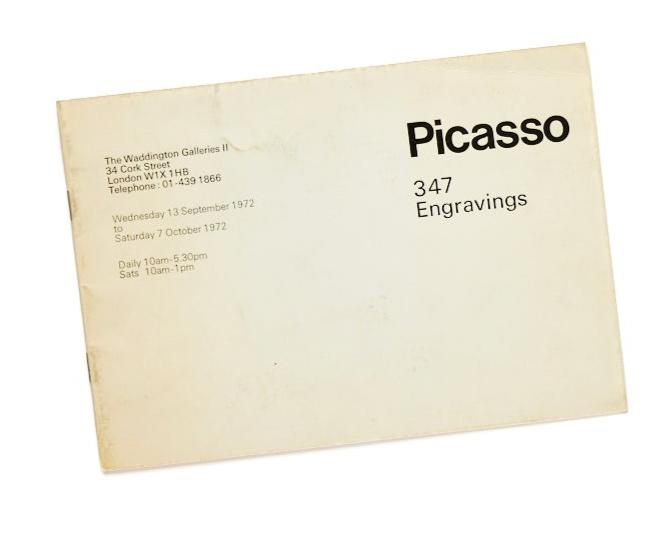 The Waddington Galleries II
34 Cork Street
London W1X 1HB
Telephone: 01-439 1866
Wednesday 13 September 1972
to
Saturday 7 October 1972
Daily 10am-5.30pm
Sats 10am-1pm
Picasso
347
Engravings